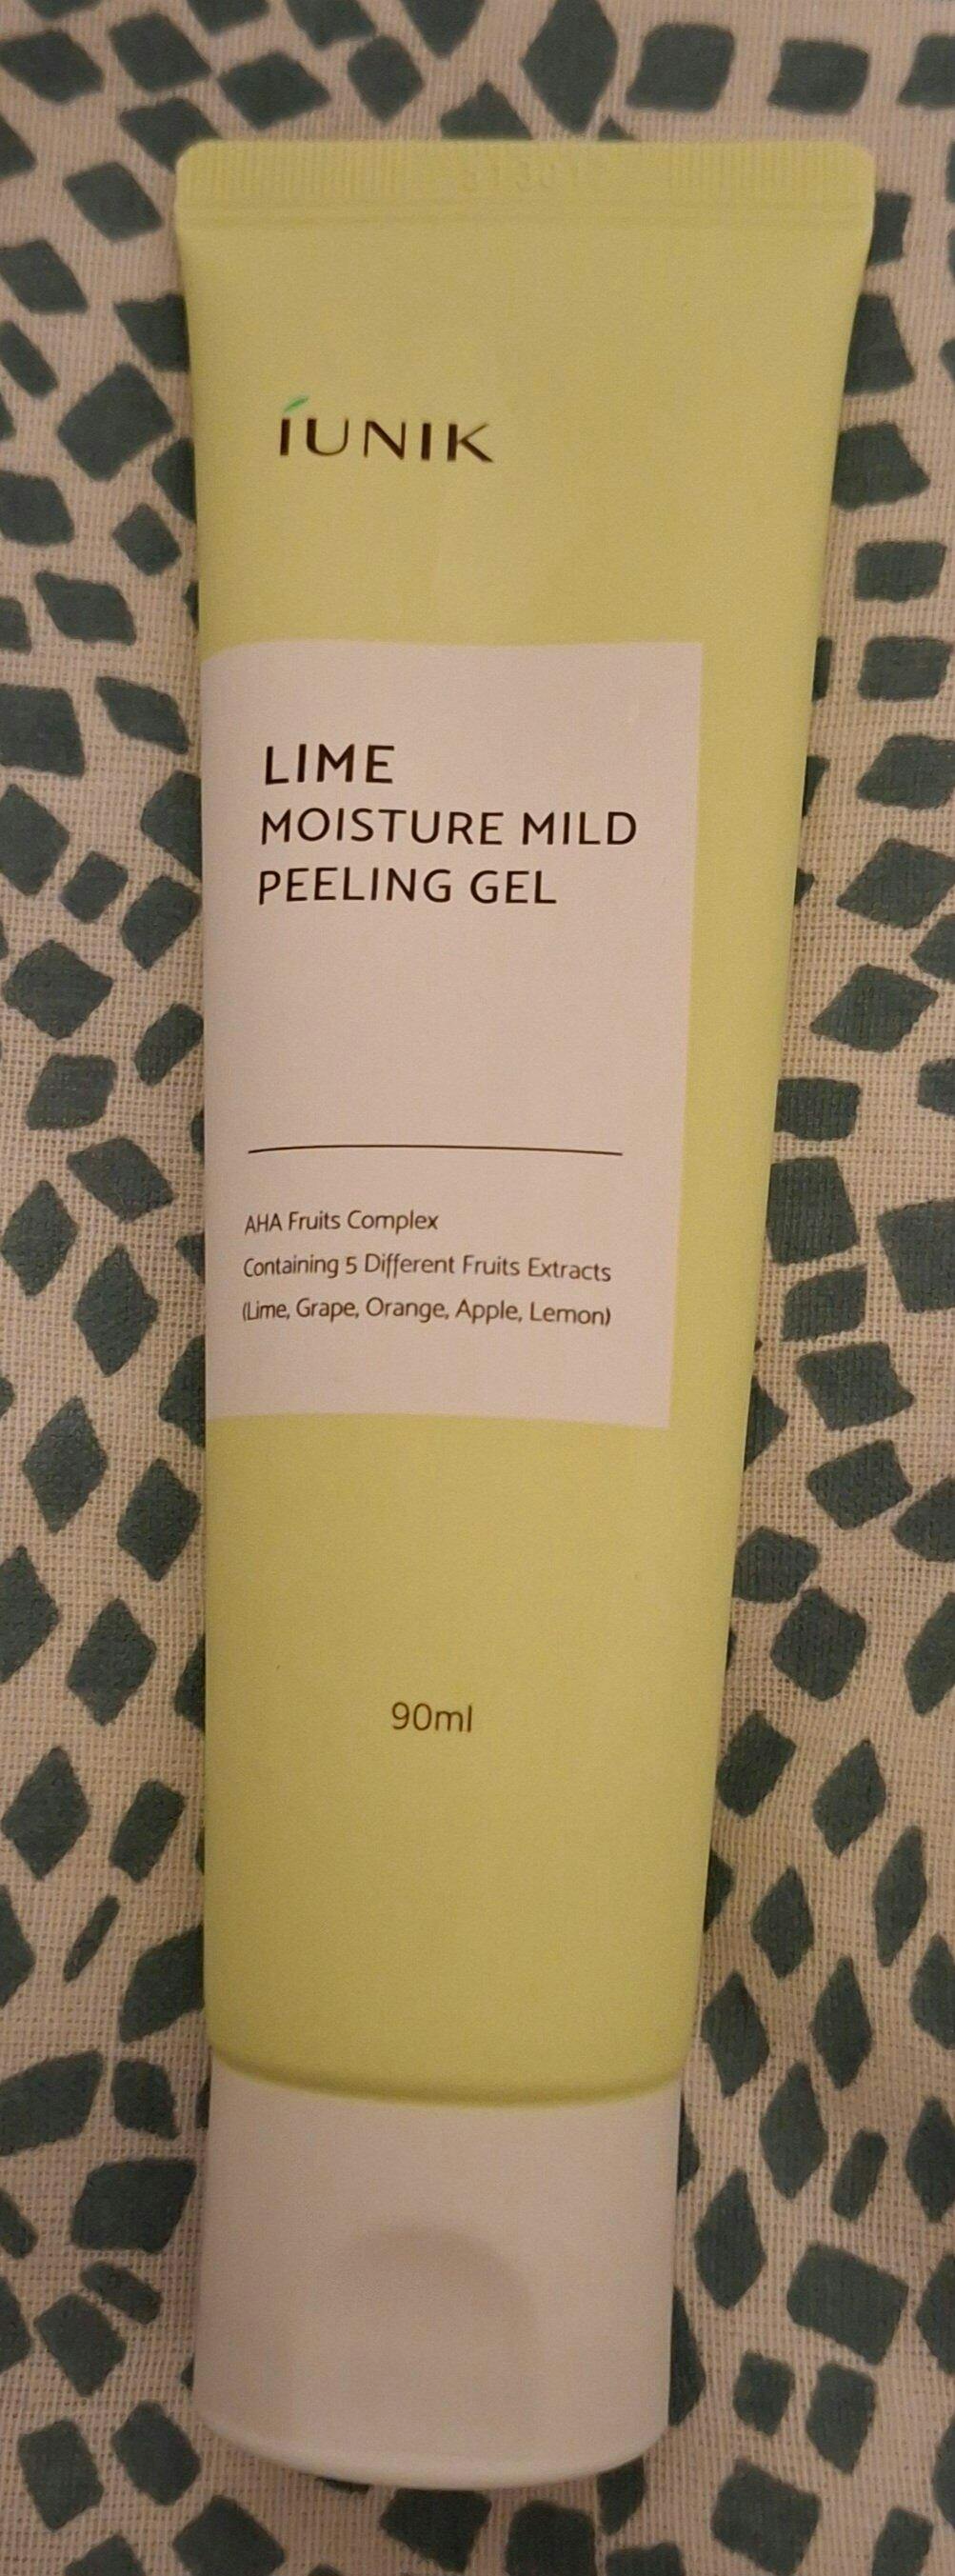 iUNIK
LIME
MOISTURE MILD
PEELING GEL
AHA Fruits Complex
Containing 5 Different Fruits Extracts
(Lime, Grape, Orange, Apple, Lemon)
90ml